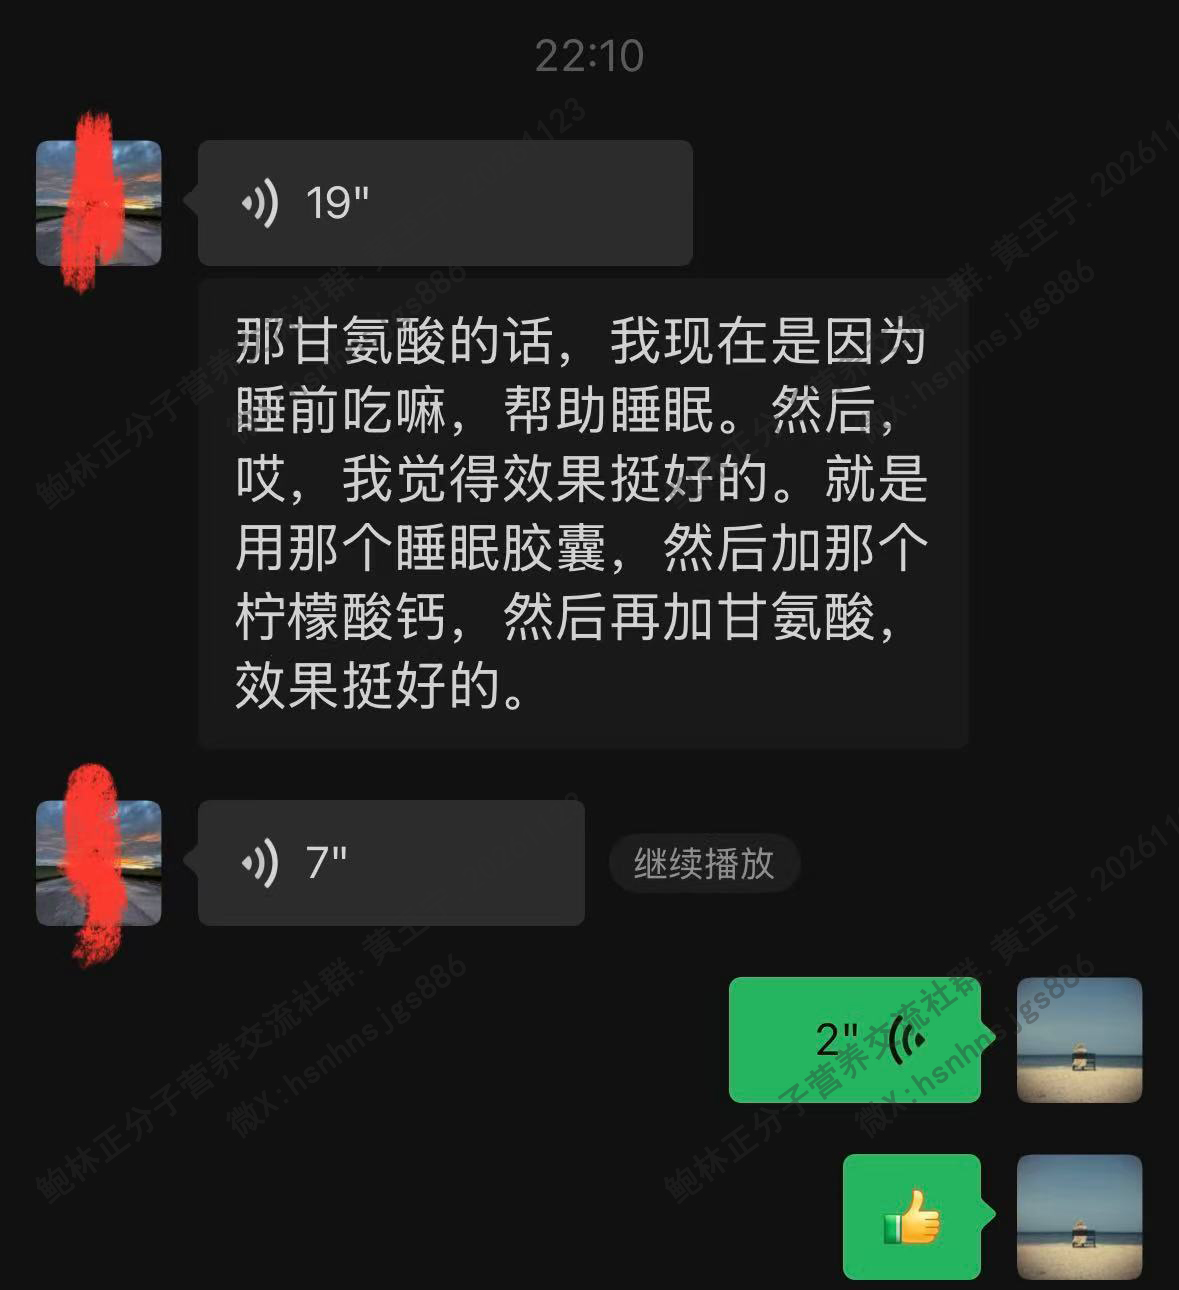 22:10
19"
那甘氨酸的话，我现在是因为
睡前吃嘛，帮助睡眠。然后，
哎，我觉得效果挺好的。就是
用那个睡眠胶囊，然后加那个
柠檬酸钙，然后再加甘氨酸，
效果挺好的。
7"
继续播放
2"
鲍林正分子营养交流社群.黄玊宁.202611
微X:hsnhnsjgs886